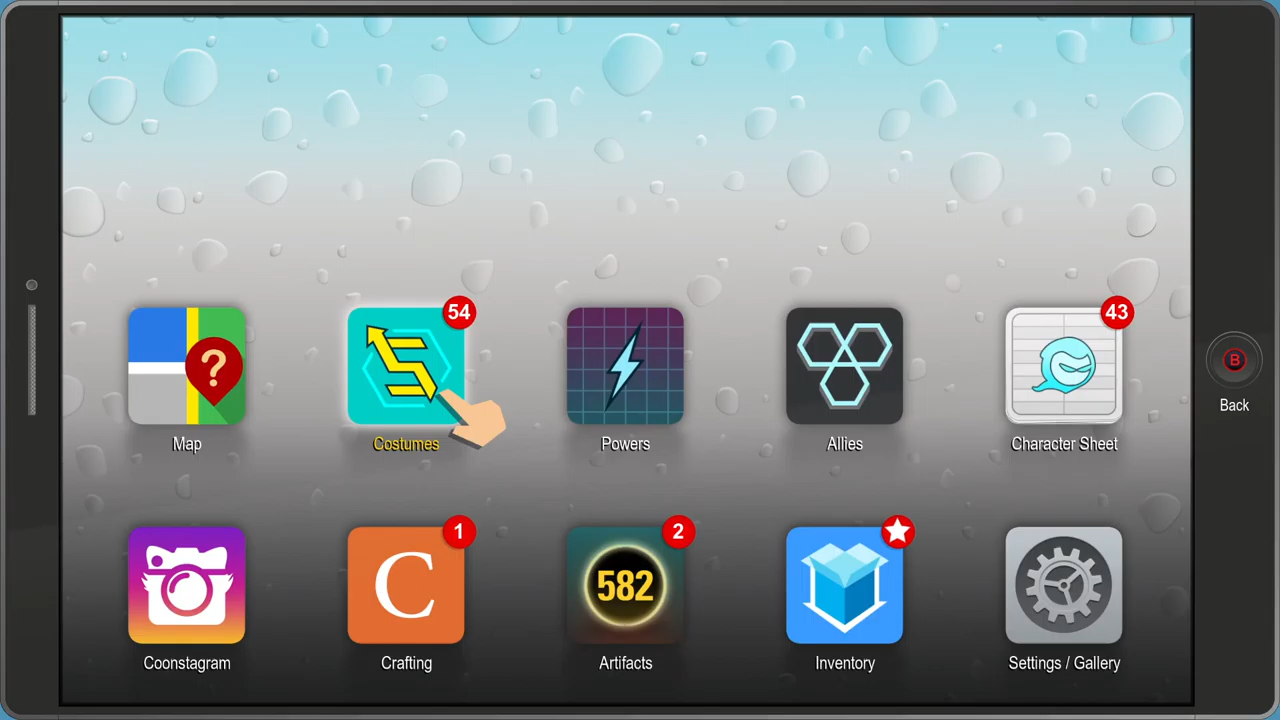 54
43
?
Map
Costumes
Powers
Allies
Character Sheet
B
Back
1
2
C
582
Coonstagram
Crafting
Artifacts
Inventory
Settings / Gallery